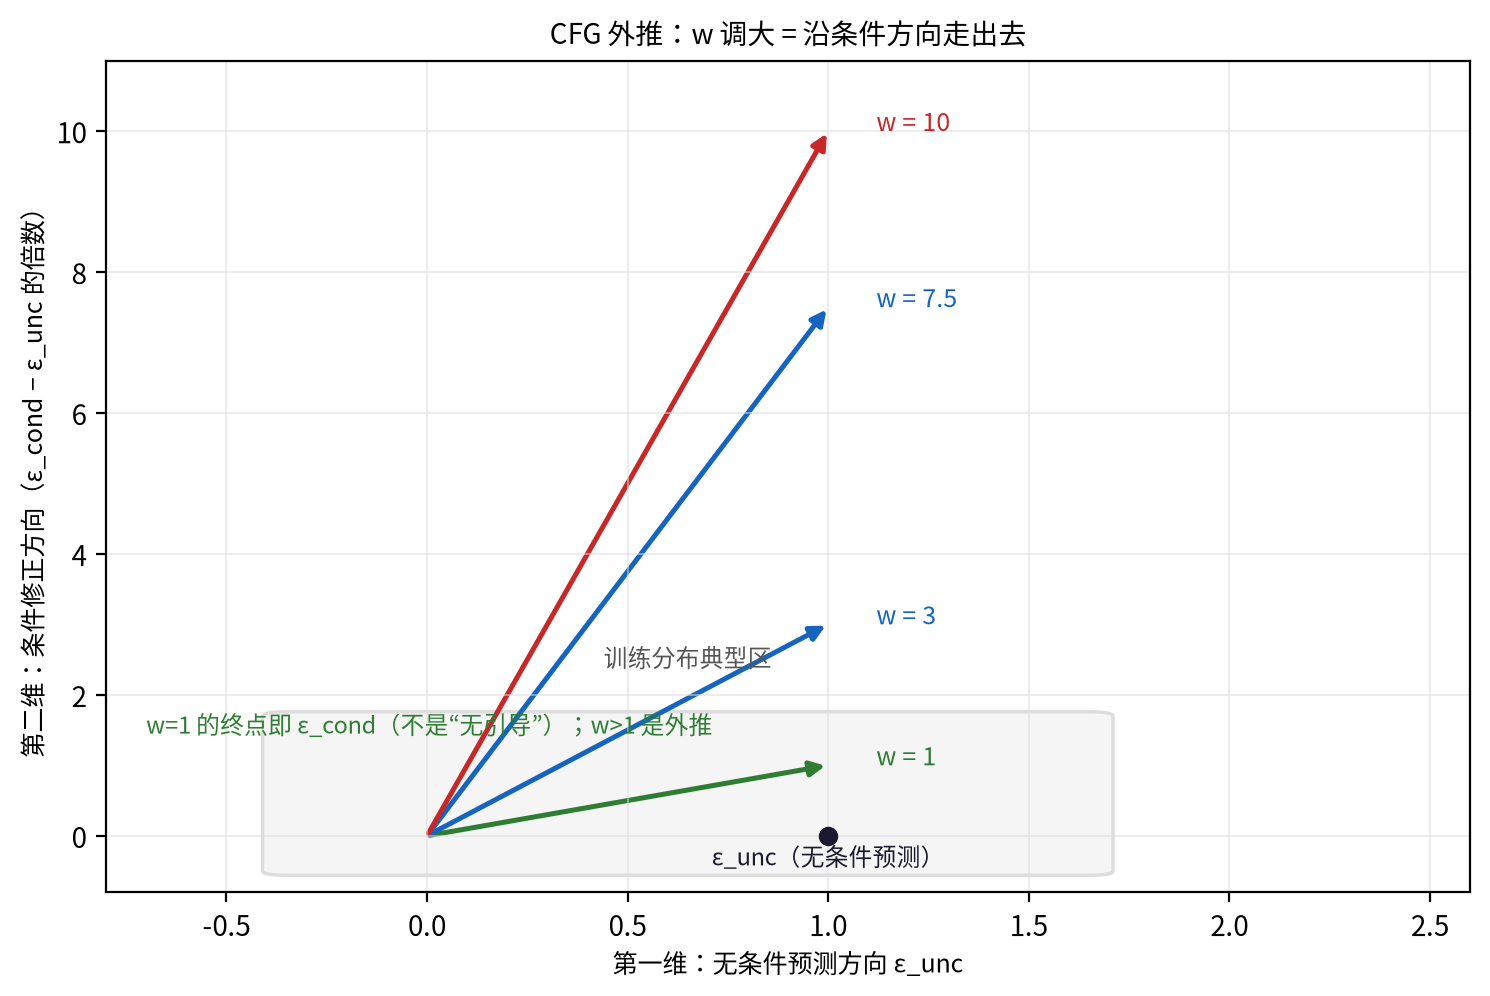 CFG 外推：w 调大 = 沿条件方向走出去
第二维：条件修正方向（ε_cond − ε_unc 的倍数）
10
8
6
4
2
0
w = 10
w = 7.5
w = 3
训练分布典型区
w=1 的终点即 ε_cond（不是“无引导”）；w>1 是外推
w = 1
ε_unc（无条件预测）
-0.5
0.0
0.5
1.0
1.5
2.0
2.5
第一维：无条件预测方向 ε_unc